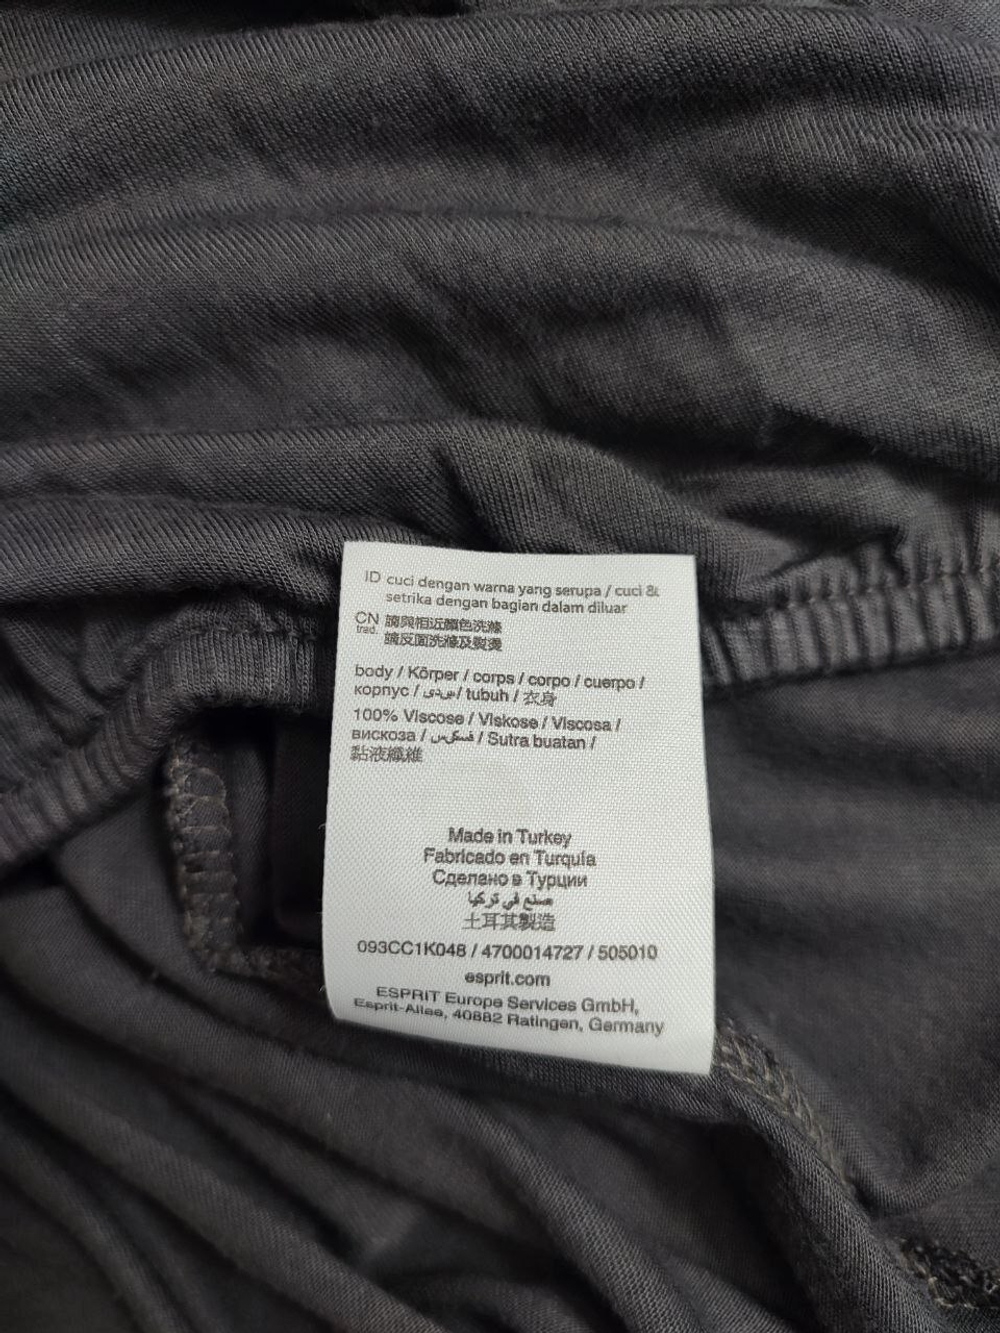 ID cuci dengan warna yang serupa / cuci &
setrika dengan bagian dalam diluar
CN 請與相近顏色洗滌
trad. 請反面洗滌及熨燙
body / Körper / corps / corpo / cuerpo /
корпус / جسدي / tubuh / 衣身
100% Viscose / Viskose / Viscosa /
вискоза / فسكوس / Sutra buatan /
黏液纖維
Made in Turkey
Fabricado en Turquía
Сделано в Турции
صنع في تركيا
土耳其製造
093CC1K048 / 4700014727 / 505010
esprit.com
ESPRIT Europe Services GmbH,
Esprit-Allee, 40882 Ratingen, Germany